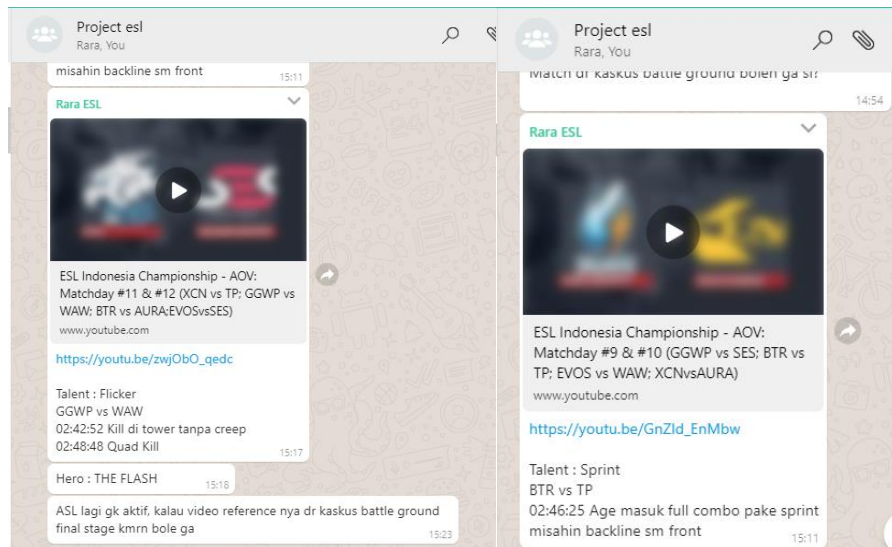 Project esl
Rara, You
misahin backline sm front
15:11
Rara ESL
ESL Indonesia Championship - AOV:
Matchday #11 & #12 (XCN vs TP; GGWP vs
WAW; BTR vs AURA;EVOSvsSES)
www.youtube.com
https://youtu.be/zwjObO_qedc
Talent : Flicker
GGWP vs WAW
02:42:52 Kill di tower tanpa creep
02:48:48 Quad Kill
15:17
Hero : THE FLASH
15:18
ASL lagi gk aktif, kalau video reference nya dr kaskus battle ground
final stage kmrn bole ga
15:23
Project esl
Rara, You
Match dr kaskus battle ground boleh ga si?
14:54
Rara ESL
ESL Indonesia Championship - AOV:
Matchday #9 & #10 (GGWP vs SES; BTR vs
TP; EVOS vs WAW; XCNvsAURA)
www.youtube.com
https://youtu.be/GnZId_EnMbw
Talent : Sprint
BTR vs TP
02:46:25 Age masuk full combo pake sprint
misahin backline sm front
15:11